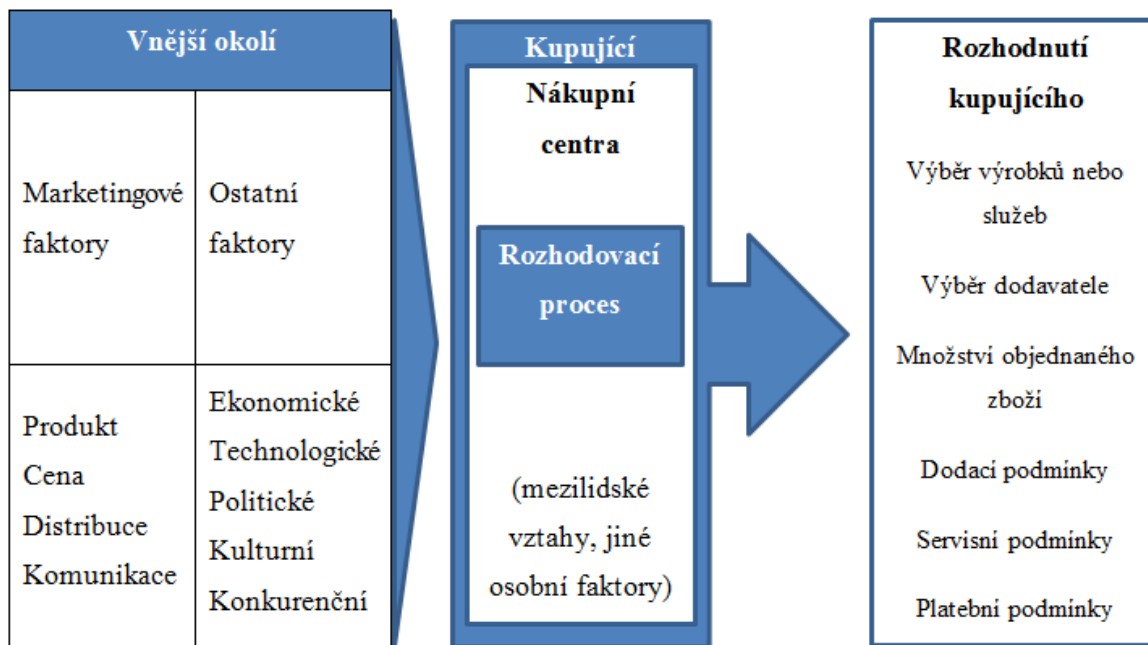 Vnější okolí
Marketingové
faktory
Ostatní
faktory
Produkt
Cena
Distribuce
Komunikace
Ekonomické
Technologické
Politické
Kulturní
Konkurenční
Kupující
Nákupní
centra
Rozhodovací
proces
(mezilidské
vztahy, jiné
osobní faktory)
Rozhodnutí
kupujícího
Výběr výrobků nebo
služeb
Výběr dodavatele
Množství objednaného
zboží
Dodací podmínky
Servisní podmínky
Platební podmínky